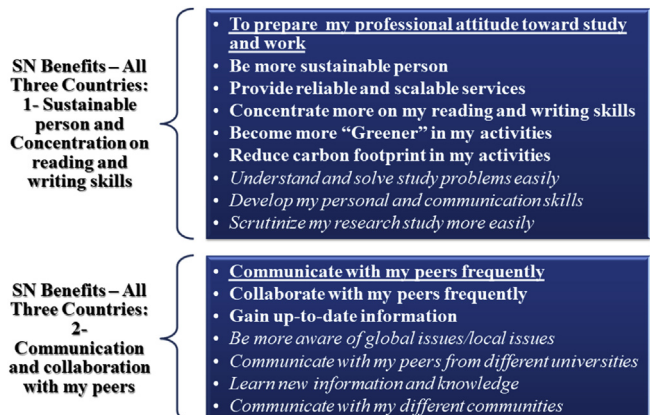 SN Benefits – All
Three Countries:
1- Sustainable
person and
Concentration on
reading and
writing skills
• To prepare my professional attitude toward study
and work
• Be more sustainable person
• Provide reliable and scalable services
• Concentrate more on my reading and writing skills
• Become more “Greener” in my activities
• Reduce carbon footprint in my activities
• Understand and solve study problems easily
• Develop my personal and communication skills
• Scrutinize my research study more easily
SN Benefits – All
Three Countries:
2-
Communication
and collaboration
with my peers
• Communicate with my peers frequently
• Collaborate with my peers frequently
• Gain up-to-date information
• Be more aware of global issues/local issues
• Communicate with my peers from different universities
• Learn new information and knowledge
• Communicate with my different communities